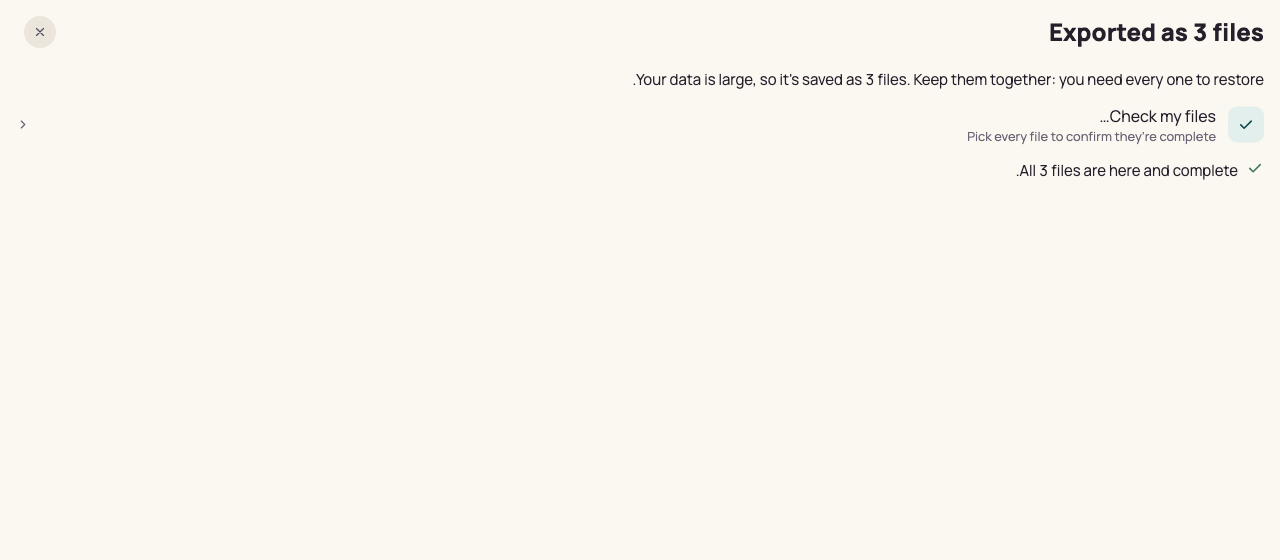 Exported as 3 files
Your data is large, so it's saved as 3 files. Keep them together: you need every one to restore.
Check my files…
Pick every file to confirm they're complete
All 3 files are here and complete.